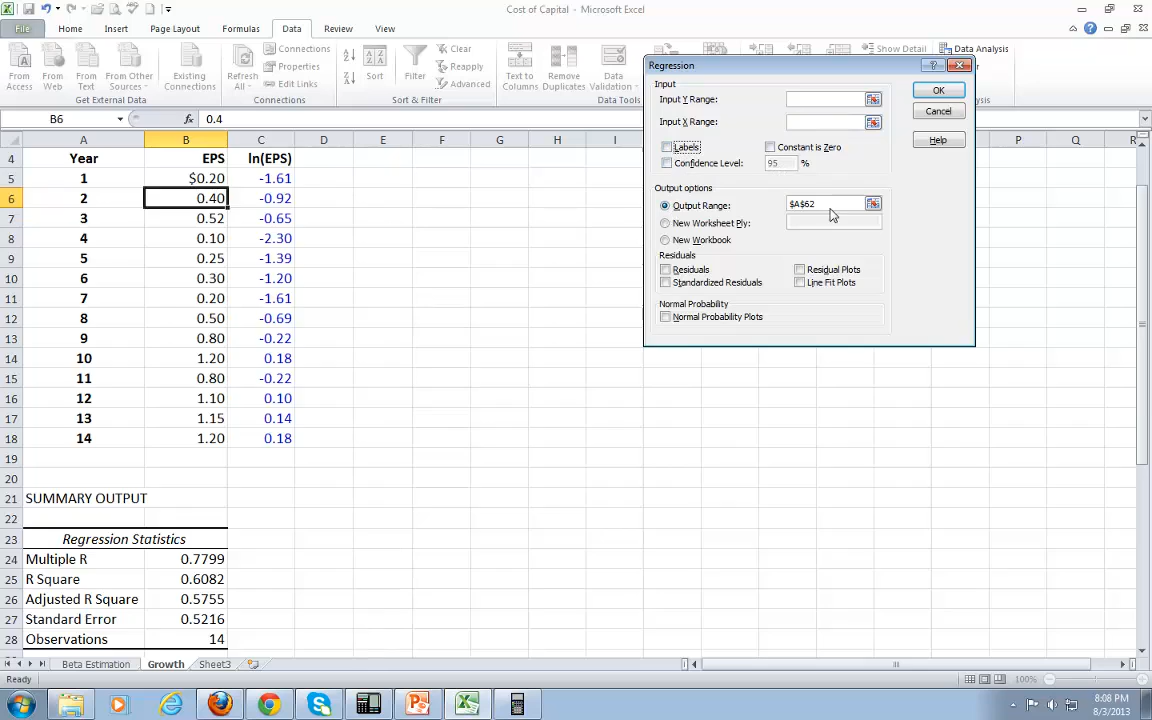 Cost of Capital - Microsoft Excel
File Home Insert Page Layout Formulas Data Review View
From Access
From Web
From Text
From Other Sources
Existing Connections
Get External Data
Refresh All
Connections
Properties
Edit Links
Connections
Sort
Filter
Clear
Reapply
Advanced
Sort & Filter
Text to Columns
Remove Duplicates
Data Validation
Data Tools
Show Detail
Data Analysis
B6 fx 0.4
A B C D E F G H I P Q R
4 Year EPS ln(EPS)
5 1 $0.20 -1.61
6 2 0.40 -0.92
7 3 0.52 -0.65
8 4 0.10 -2.30
9 5 0.25 -1.39
10 6 0.30 -1.20
11 7 0.20 -1.61
12 8 0.50 -0.69
13 9 0.80 -0.22
14 10 1.20 0.18
15 11 0.80 -0.22
16 12 1.10 0.10
17 13 1.15 0.14
18 14 1.20 0.18
19
20
21 SUMMARY OUTPUT
22
23 Regression Statistics
24 Multiple R 0.7799
25 R Square 0.6082
26 Adjusted R Square 0.5755
27 Standard Error 0.5216
28 Observations 14
Regression
Input
Input Y Range:
Input X Range:
Labels Constant is Zero
Confidence Level: 95 %
Output options
Output Range: $A$62
New Worksheet Ply:
New Workbook
Residuals
Residuals Residual Plots
Standardized Residuals Line Fit Plots
Normal Probability
Normal Probability Plots
OK
Cancel
Help
Beta Estimation Growth Sheet3
Ready 100%
8:08 PM
8/3/2013